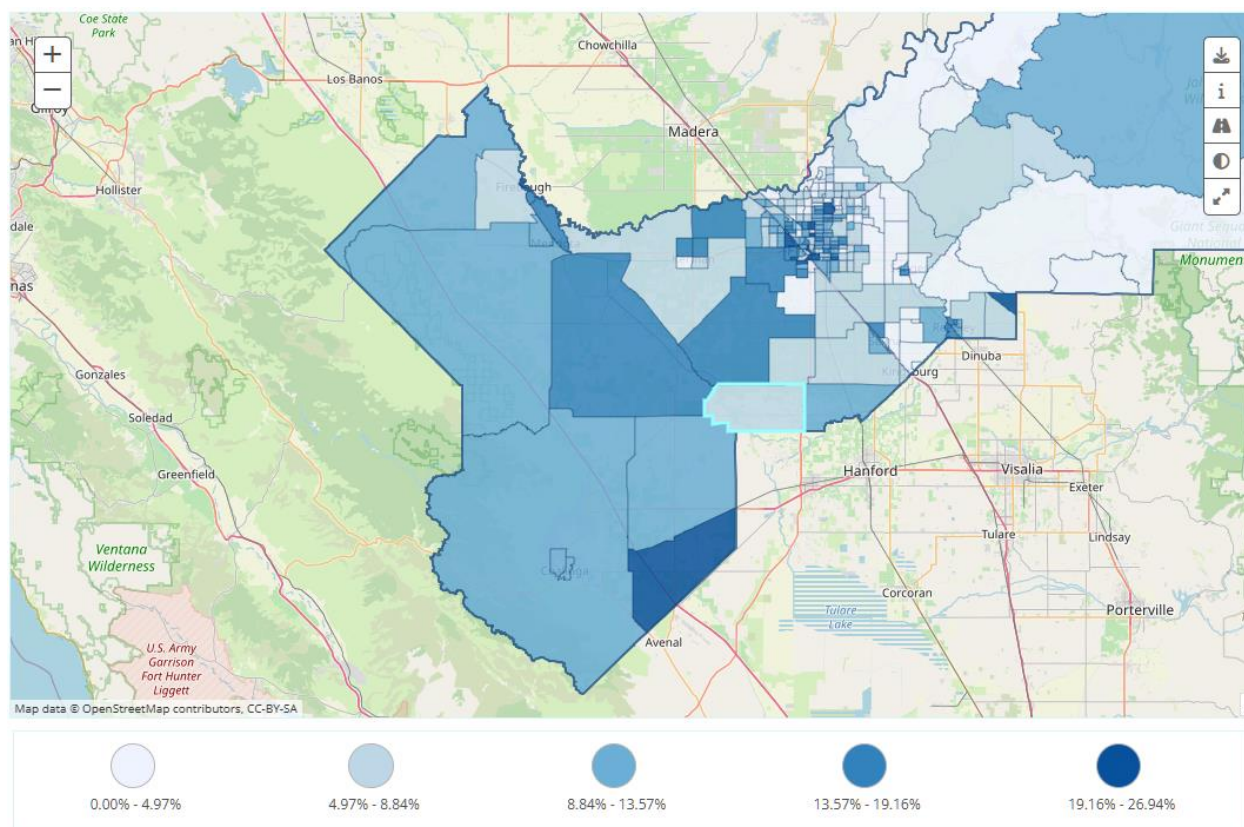 Coe State
Park
Chowchilla
+
−
Los Banos
Gilroy
i
Madera
Hollister
Giant Sequoia
National
Monument
Gonzales
Dinuba
Soledad
Hanford
Visalia
Greenfield
Exeter
Tulare
Lindsay
Ventana
Wilderness
Corcoran
Tulare
Lake
Porterville
Avenal
U.S. Army
Garrison
Fort Hunter
Liggett
Map data © OpenStreetMap contributors, CC-BY-SA
0.00% - 4.97%
4.97% - 8.84%
8.84% - 13.57%
13.57% - 19.16%
19.16% - 26.94%